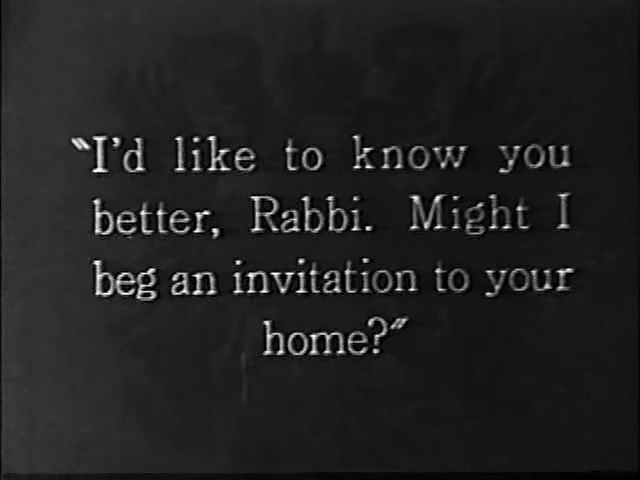 "I'd like to know you
better, Rabbi. Might I
beg an invitation to your
home?"